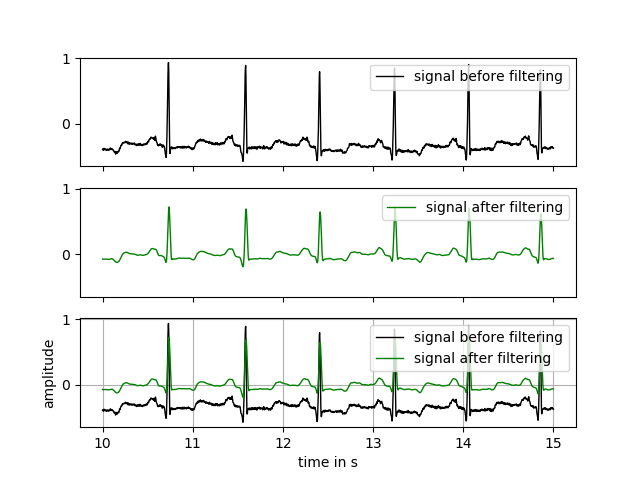 1
signal before filtering
0
1
signal after filtering
0
1
signal before filtering
signal after filtering
0
amplitude
10 11 12 13 14 15
time in s